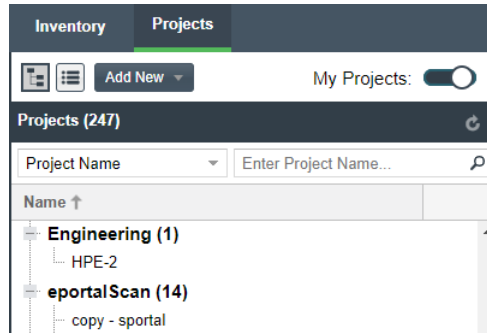 Inventory Projects
Add New My Projects:
Projects (247)
Project Name Enter Project Name...
Name
Engineering (1)
HPE-2
eportalScan (14)
copy - sportal